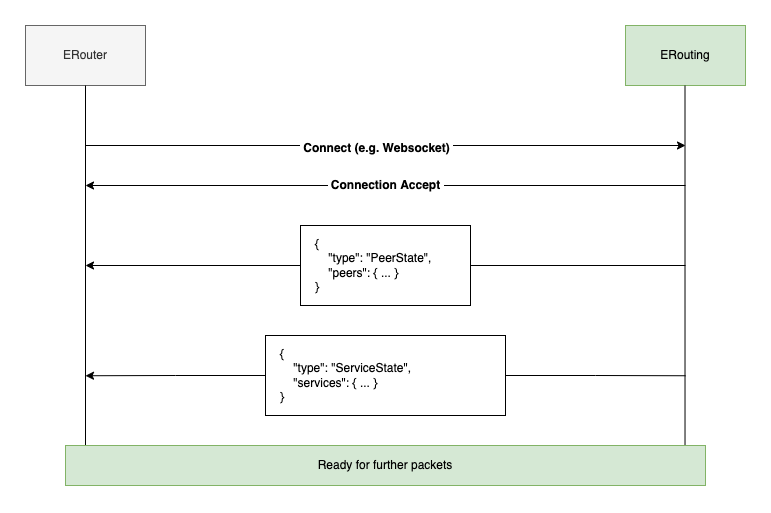 ERouter
ERouting
Connect (e.g. Websocket)
Connection Accept
{
"type": "PeerState",
"peers": { ... }
}
{
"type": "ServiceState",
"services": { ... }
}
Ready for further packets